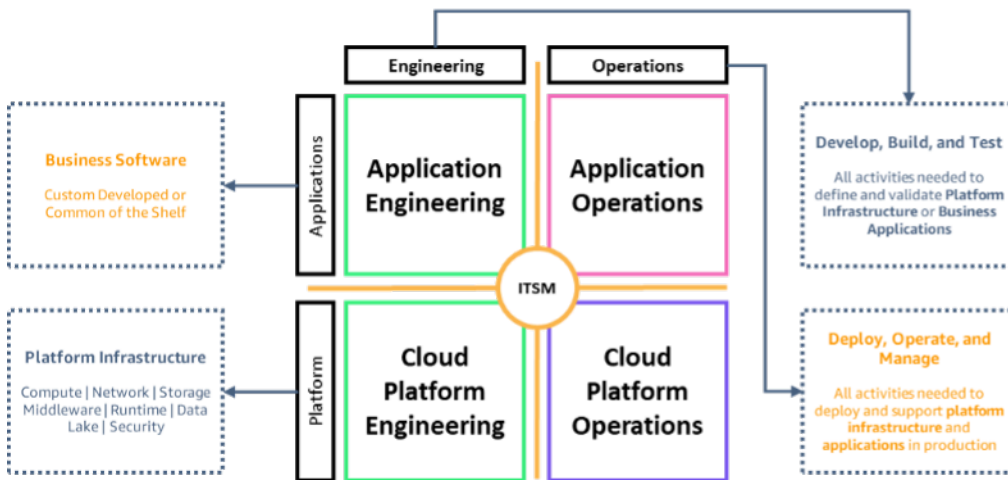 Engineering
Operations
Business Software
Custom Developed or
Common of the Shelf
Applications
Application
Engineering
Application
Operations
Develop, Build, and Test
All activities needed to
define and validate Platform
Infrastructure or Business
Applications
ITSM
Platform Infrastructure
Compute | Network | Storage
Middleware | Runtime | Data
Lake | Security
Platform
Cloud
Platform
Engineering
Cloud
Platform
Operations
Deploy, Operate, and
Manage
All activities needed to
deploy and support platform
infrastructure and
applications in production